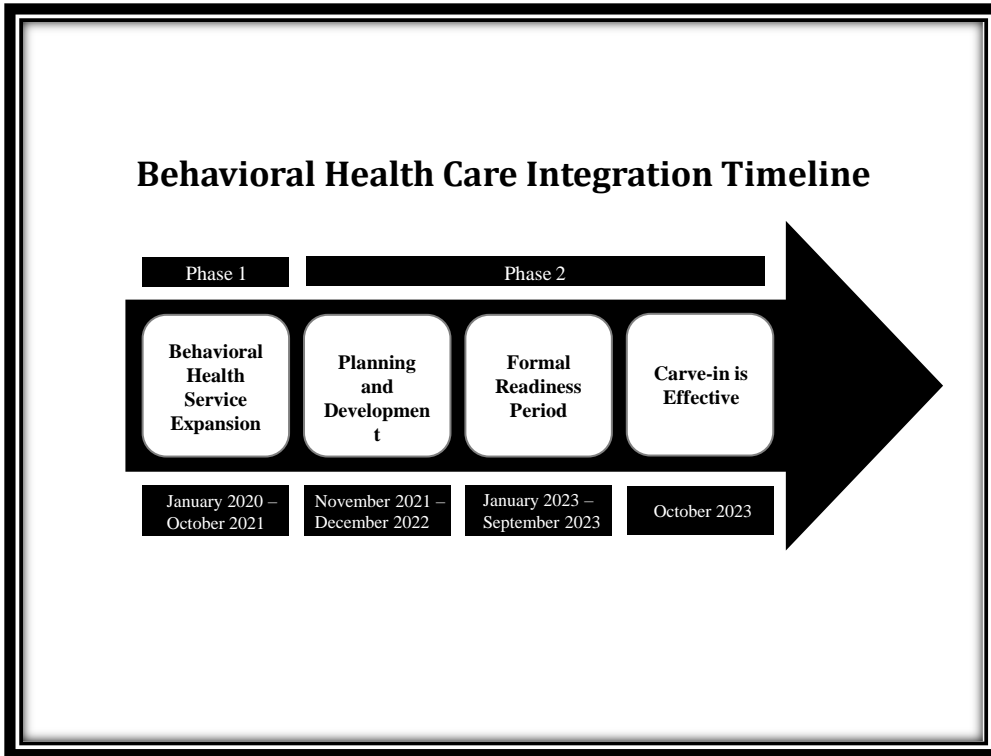 Behavioral Health Care Integration Timeline
Phase 1
Phase 2
Behavioral
Health
Service
Expansion
Planning
and
Developmen
t
Formal
Readiness
Period
Carve-in is
Effective
January 2020 –
October 2021
November 2021 –
December 2022
January 2023 –
September 2023
October 2023